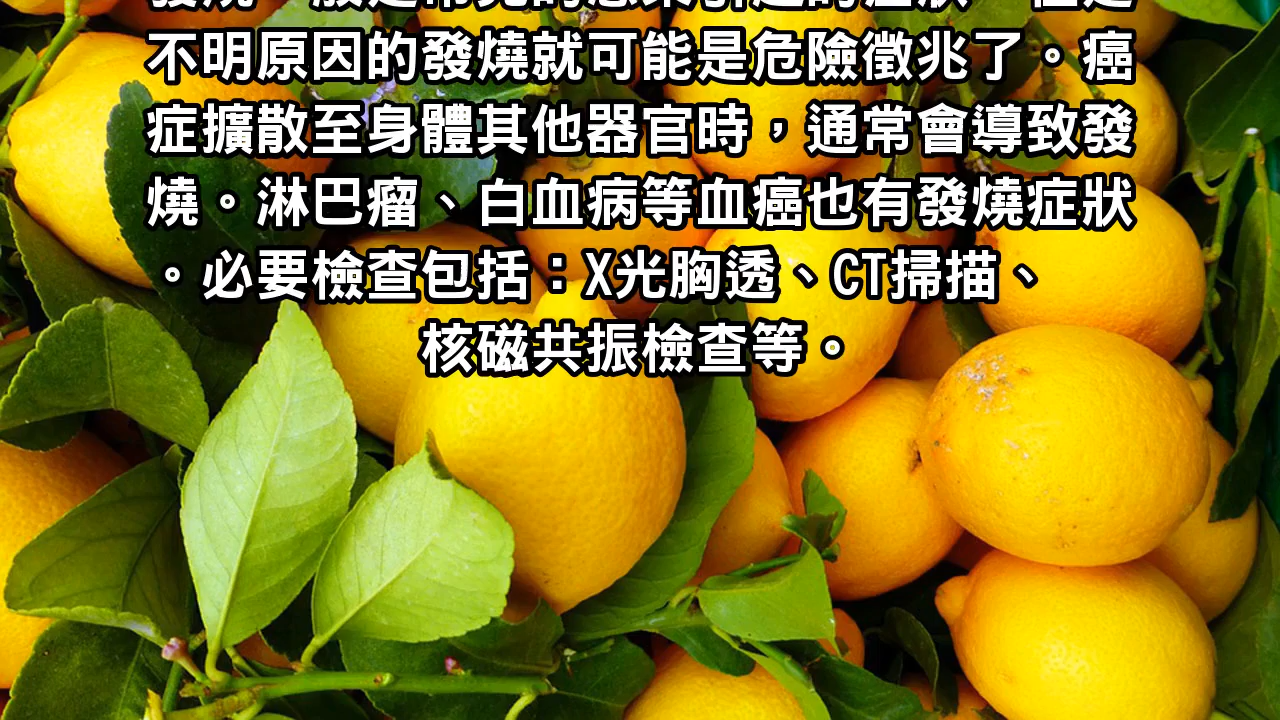 不明原因的發燒就可能是危險徵兆了。癌
症擴散至身體其他器官時，通常會導致發
燒。淋巴瘤、白血病等血癌也有發燒症狀
。必要檢查包括：X光胸透、CT掃描、
核磁共振檢查等。